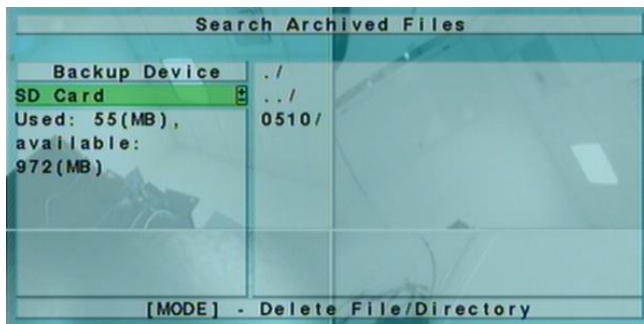 Search Archived Files
Backup Device
SD Card
Used: 55(MB),
available:
972(MB)
./
../
0510/
[MODE] - Delete File/Directory